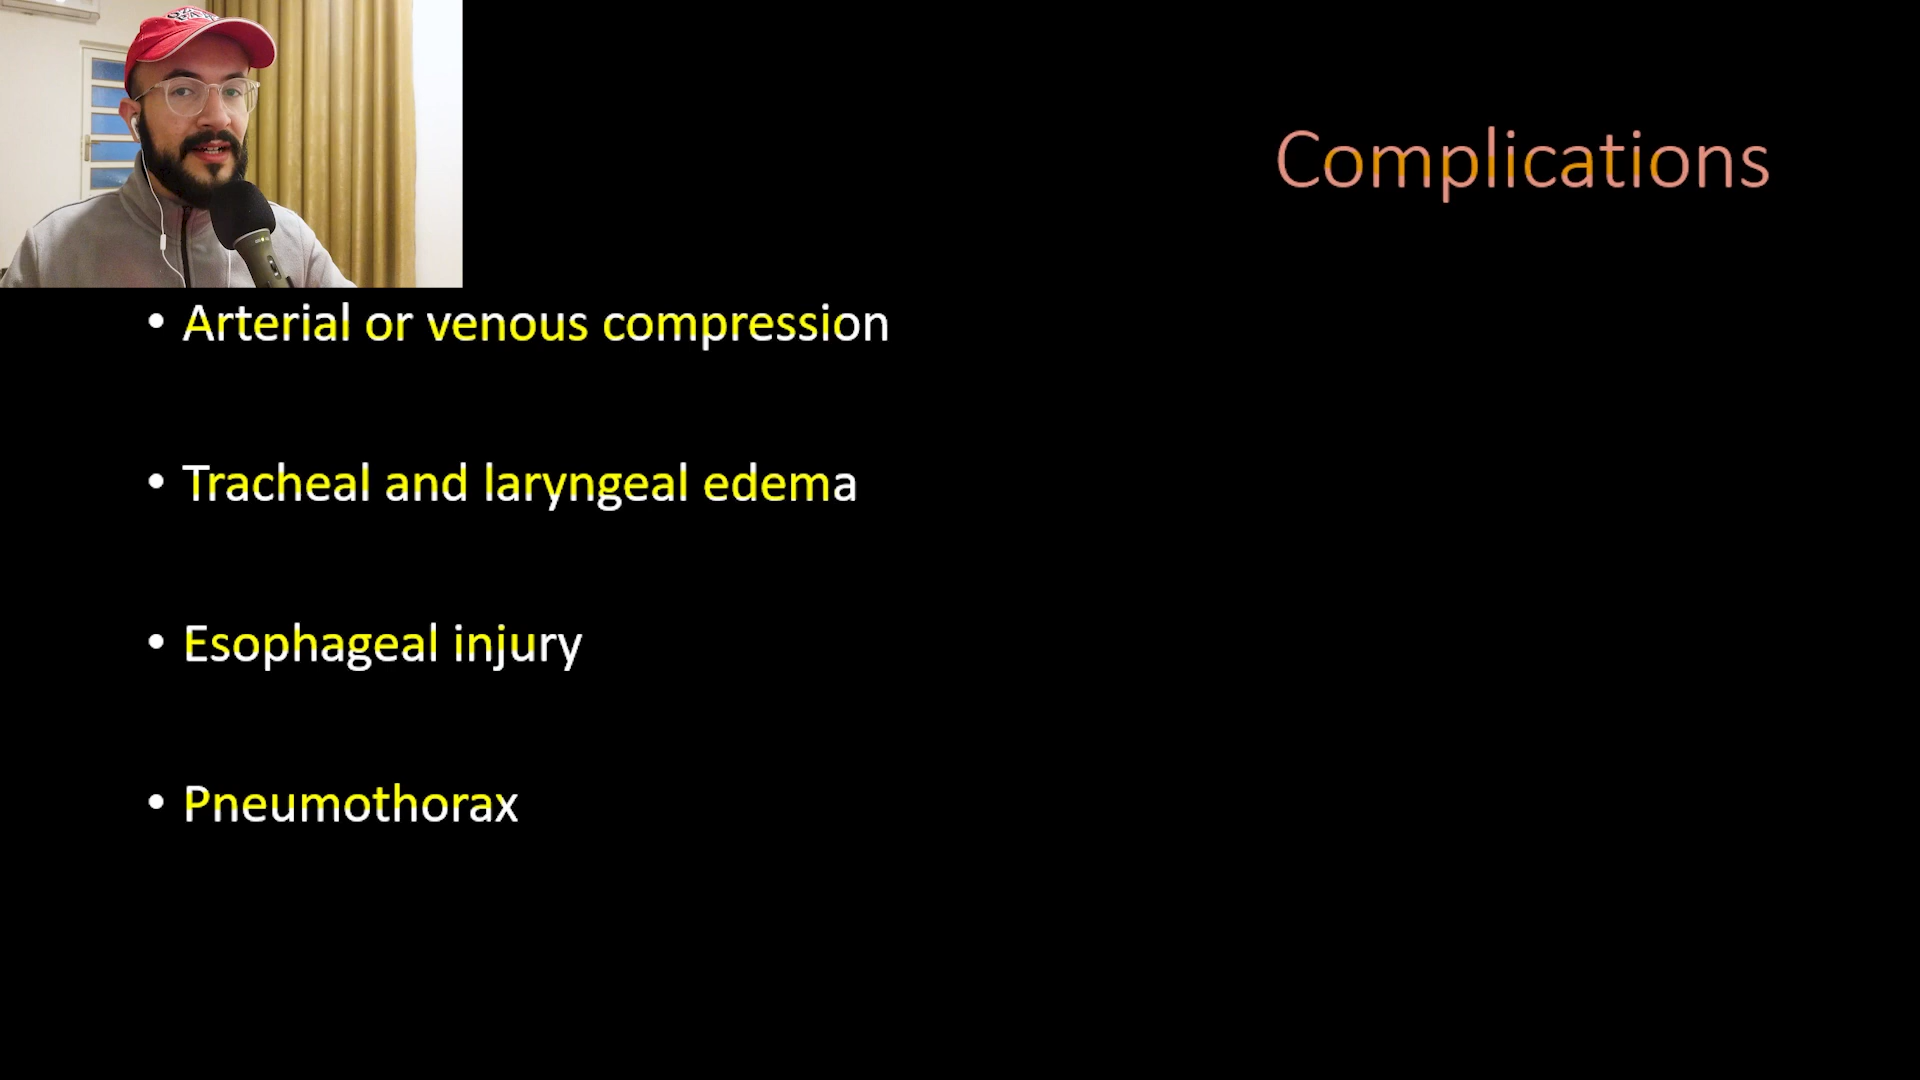 Complications
• Arterial or venous compression
• Tracheal and laryngeal edema
• Esophageal injury
• Pneumothorax